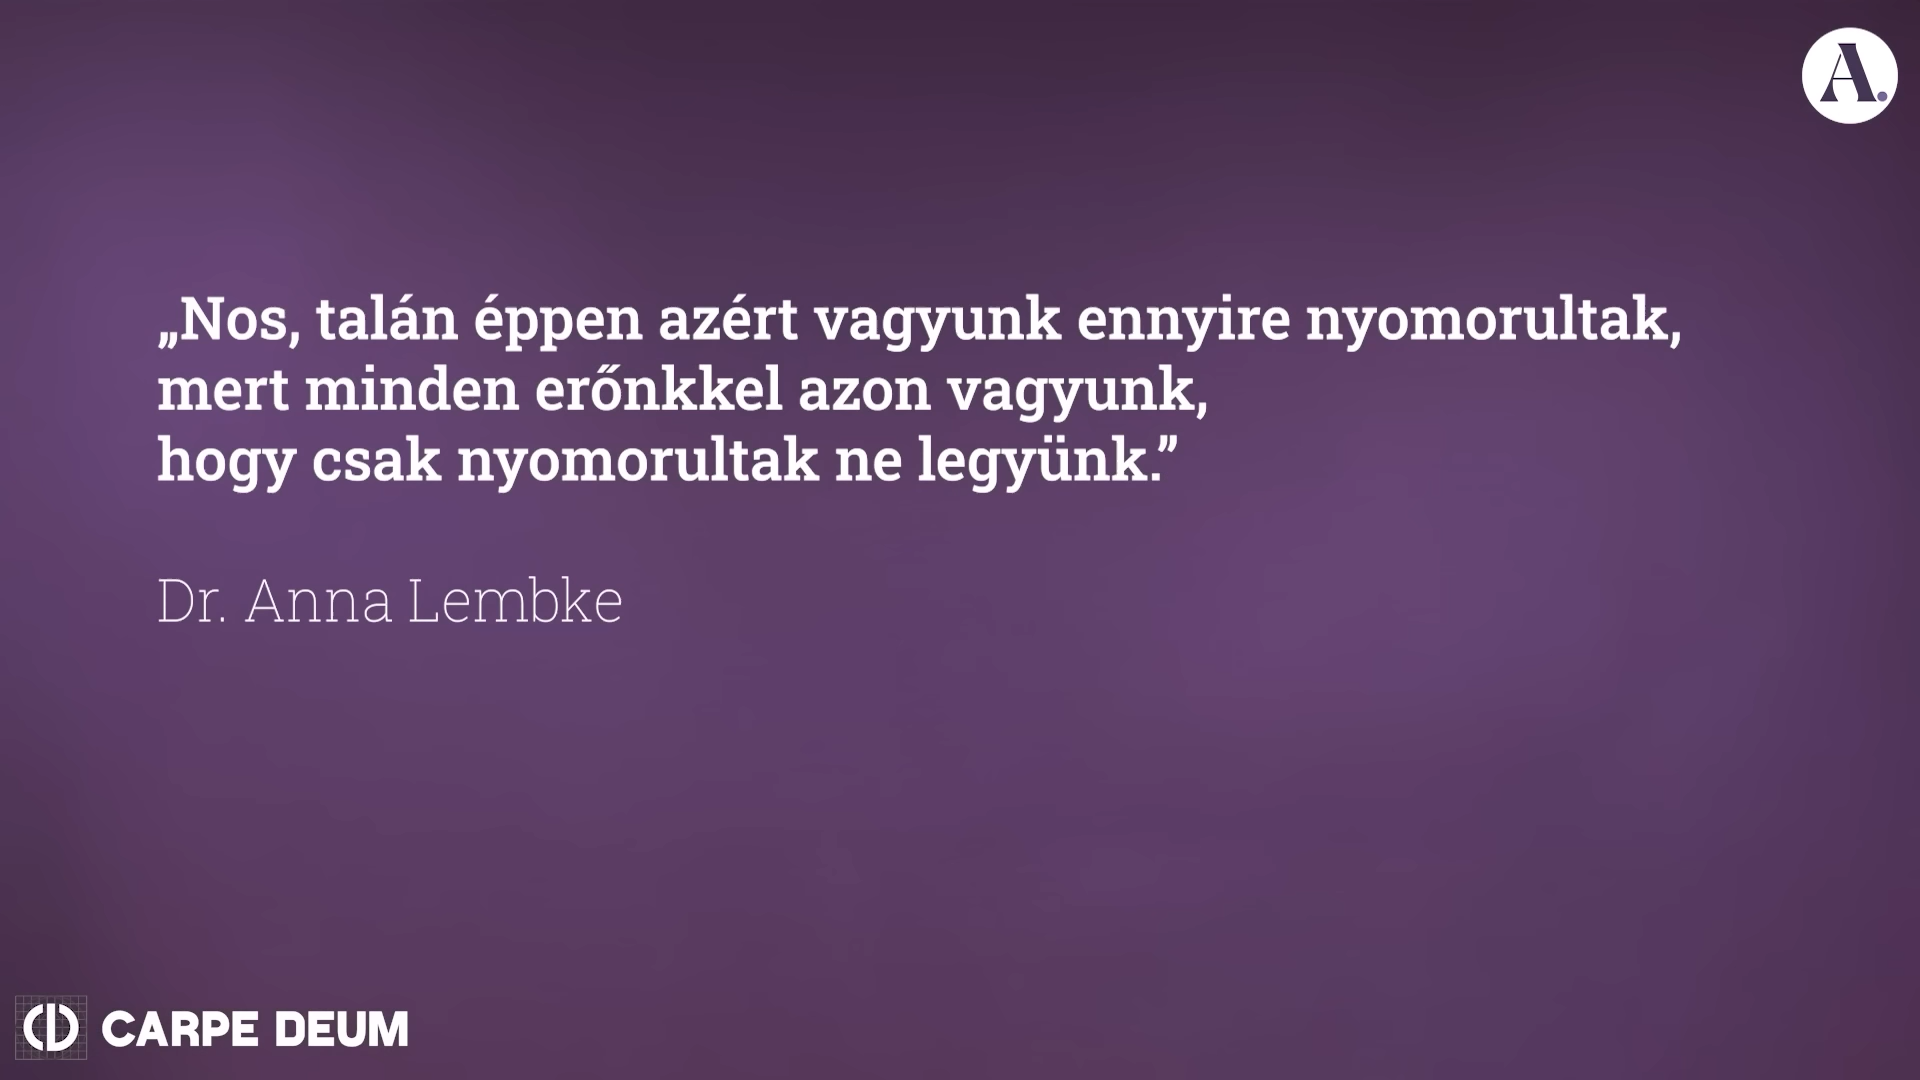 A.
„Nos, talán éppen azért vagyunk ennyire nyomorultak,
mert minden erőnkkel azon vagyunk,
hogy csak nyomorultak ne legyünk.”
Dr. Anna Lembke
CARPE DEUM